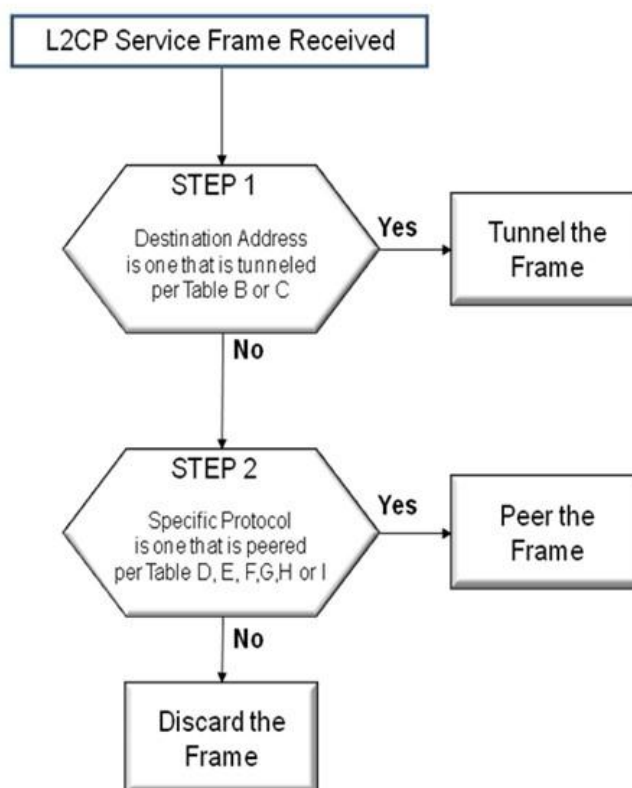 L2CP Service Frame Received
STEP 1
Destination Address
is one that is tunneled
per Table B or C
Yes
Tunnel the
Frame
No
STEP 2
Specific Protocol
is one that is peered
per Table D, E, F,G,H or I
Yes
Peer the
Frame
No
Discard the
Frame